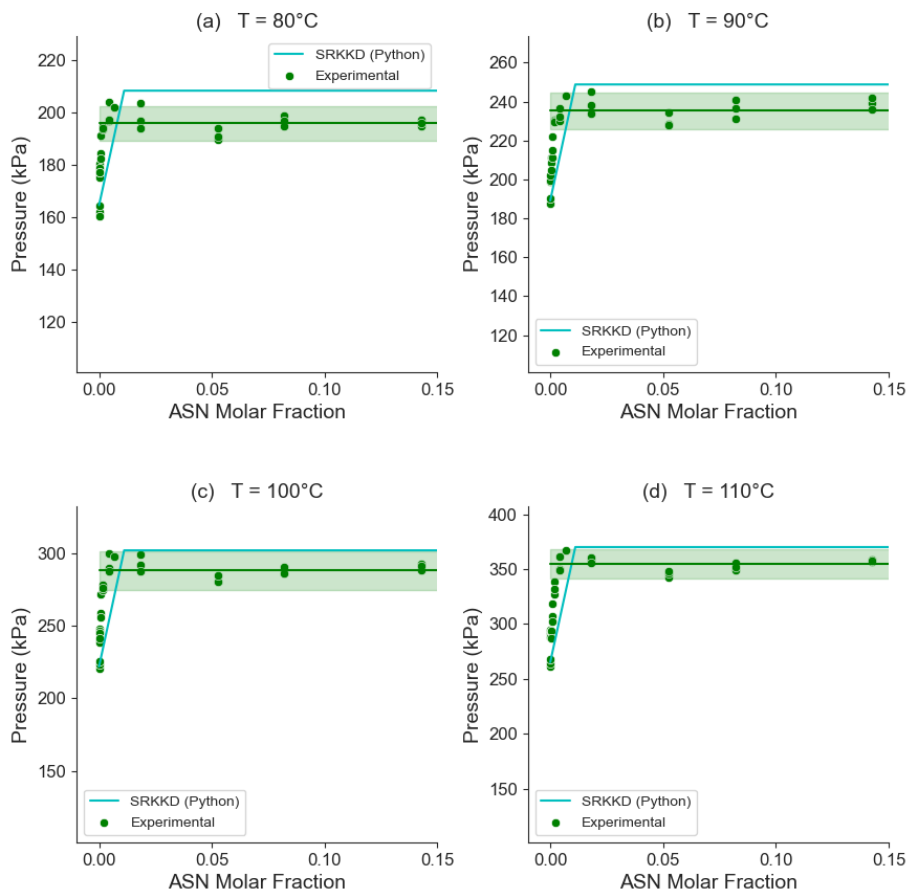 (a) T = 80°C
Pressure (kPa)
220
200
180
160
140
120
SRKKD (Python)
Experimental
0.00 0.05 0.10 0.15
ASN Molar Fraction
(b) T = 90°C
Pressure (kPa)
260
240
220
200
180
160
140
120
SRKKD (Python)
Experimental
0.00 0.05 0.10 0.15
ASN Molar Fraction
(c) T = 100°C
Pressure (kPa)
300
250
200
150
SRKKD (Python)
Experimental
0.00 0.05 0.10 0.15
ASN Molar Fraction
(d) T = 110°C
Pressure (kPa)
400
350
300
250
200
150
SRKKD (Python)
Experimental
0.00 0.05 0.10 0.15
ASN Molar Fraction